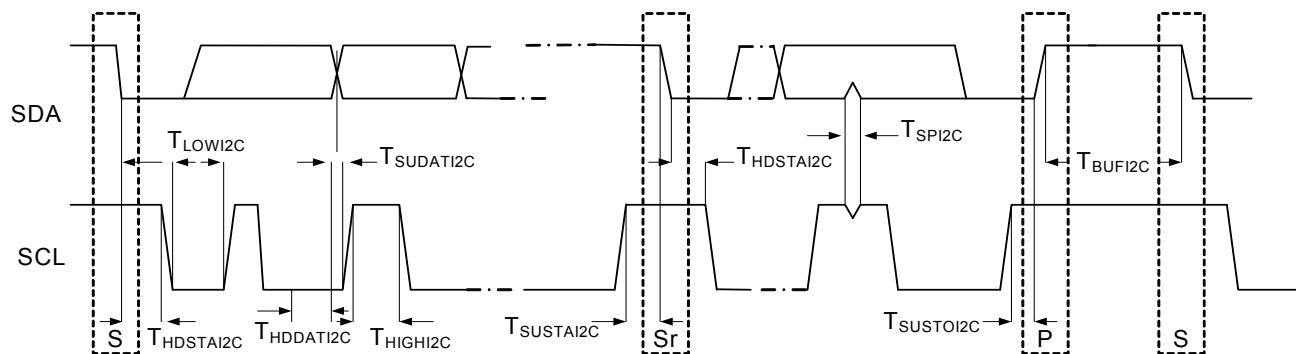 SDA
T_LOWI2C
T_SUDATI2C
T_HDSTAI2C
T_SPI2C
T_BUFI2C
SCL
S
T_HDSTAI2C
T_HDDATI2C
T_HIGHI2C
T_SUSTAI2C
Sr
T_SUSTOI2C
P
S